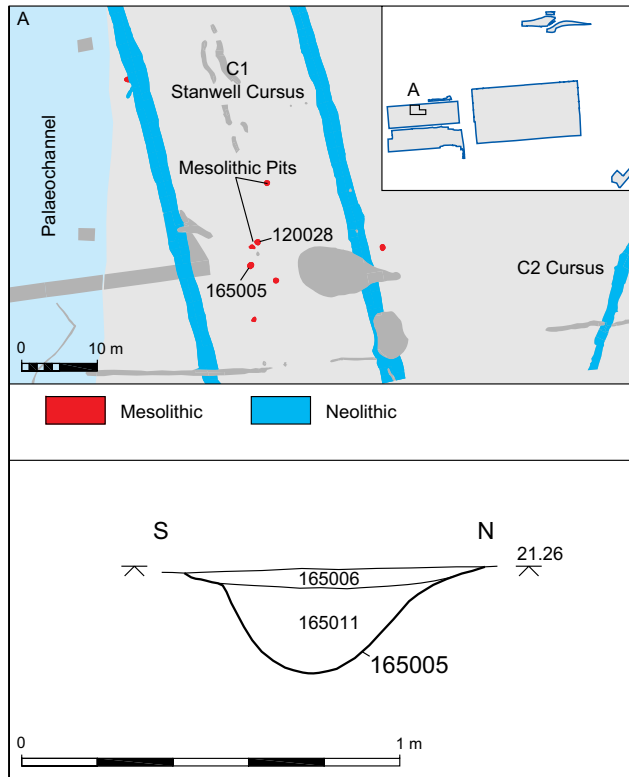 A
C1
Stanwell Cursus
A
Palaeochannel
Mesolithic Pits
120028
165005
C2 Cursus
0 10 m
Mesolithic
Neolithic
S
N
21.26
165006
165011
165005
0 1 m